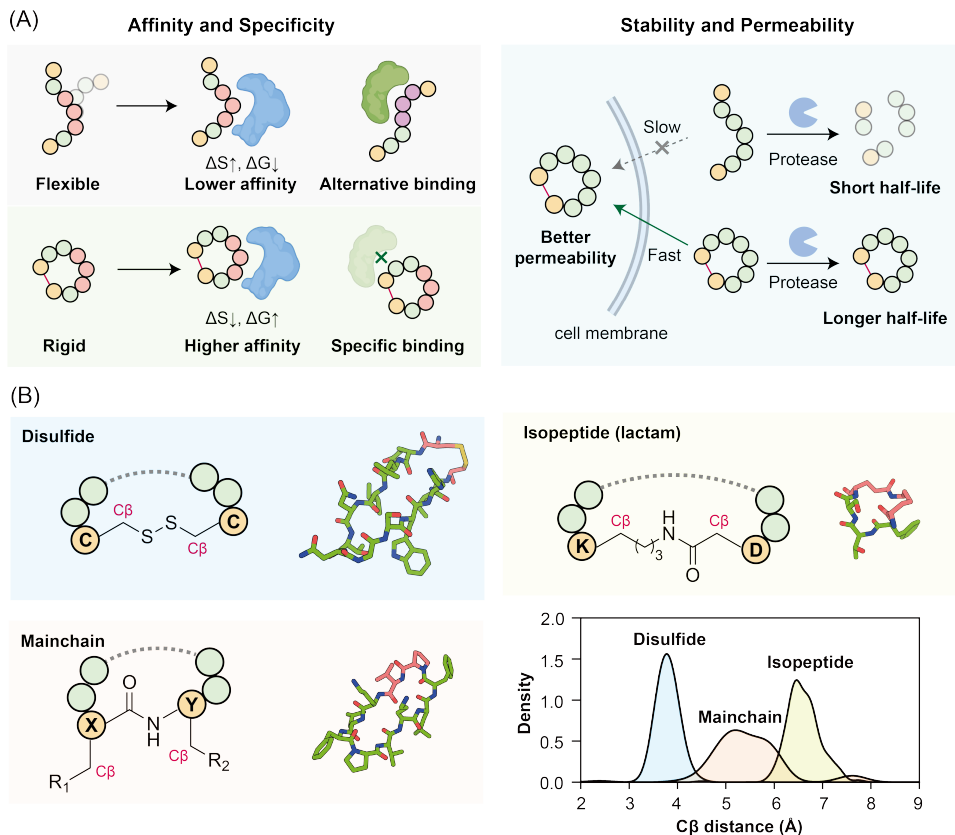 (A)
Affinity and Specificity
Flexible
ΔS↑, ΔG↓
Lower affinity
Alternative binding
Rigid
ΔS↓, ΔG↑
Higher affinity
Specific binding
Stability and Permeability
Slow
Protease
Short half-life
Better
permeability
Fast
Protease
Longer half-life
cell membrane
(B)
Disulfide
Cβ
C
S
S
C
Cβ
Isopeptide (lactam)
Cβ
H
N
Cβ
K
3
D
O
Mainchain
O
X
N
H
Y
Cβ
Cβ
R1
R2
2.0
1.5
1.0
0.5
0.0
Density
Disulfide
Isopeptide
Mainchain
2 3 4 5 6 7 8 9
Cβ distance (Å)